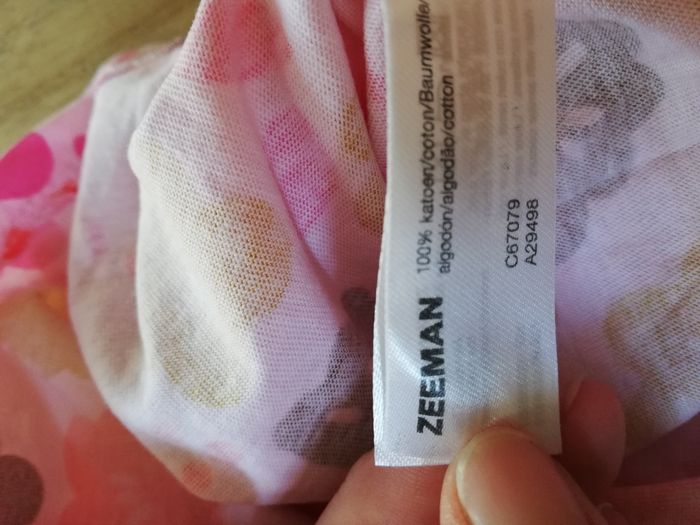 ZEEMAN
100% katoen/coton/Baumwolle/
algodón/algodão/cotton
C67079
A29498